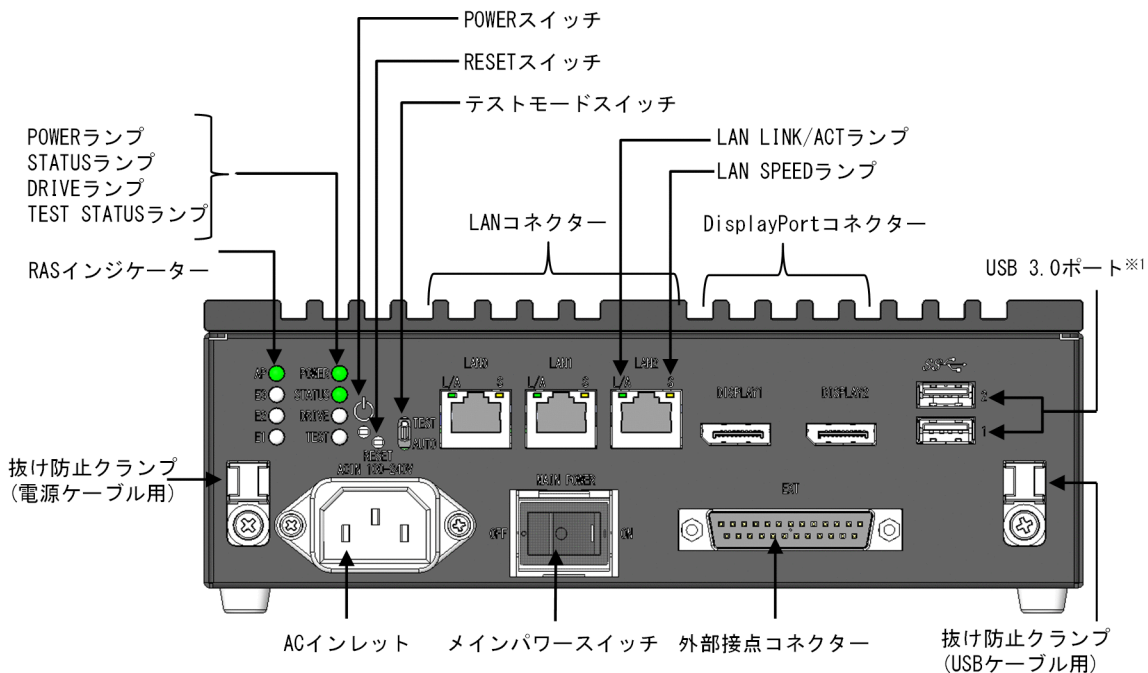 POWERスイッチ
RESETスイッチ
テストモードスイッチ
POWERランプ
STATUSランプ
DRIVEランプ
TEST STATUSランプ
RASインジケーター
LAN LINK/ACTランプ
LAN SPEEDランプ
LANコネクター
DisplayPortコネクター
USB 3.0ポート※1
AP POWER
E3 STATUS
E2 DRIVE
E1 TEST
RESET
TEST
AUTO
LAN0 LAN1 LAN2
L/A S L/A S L/A S
DISPLAY1 DISPLAY2
2
1
ACIN 100-240V
MAIN POWER
OFF ON
EXT
抜け防止クランプ
(電源ケーブル用)
ACインレット
メインパワースイッチ
外部接点コネクター
抜け防止クランプ
(USBケーブル用)